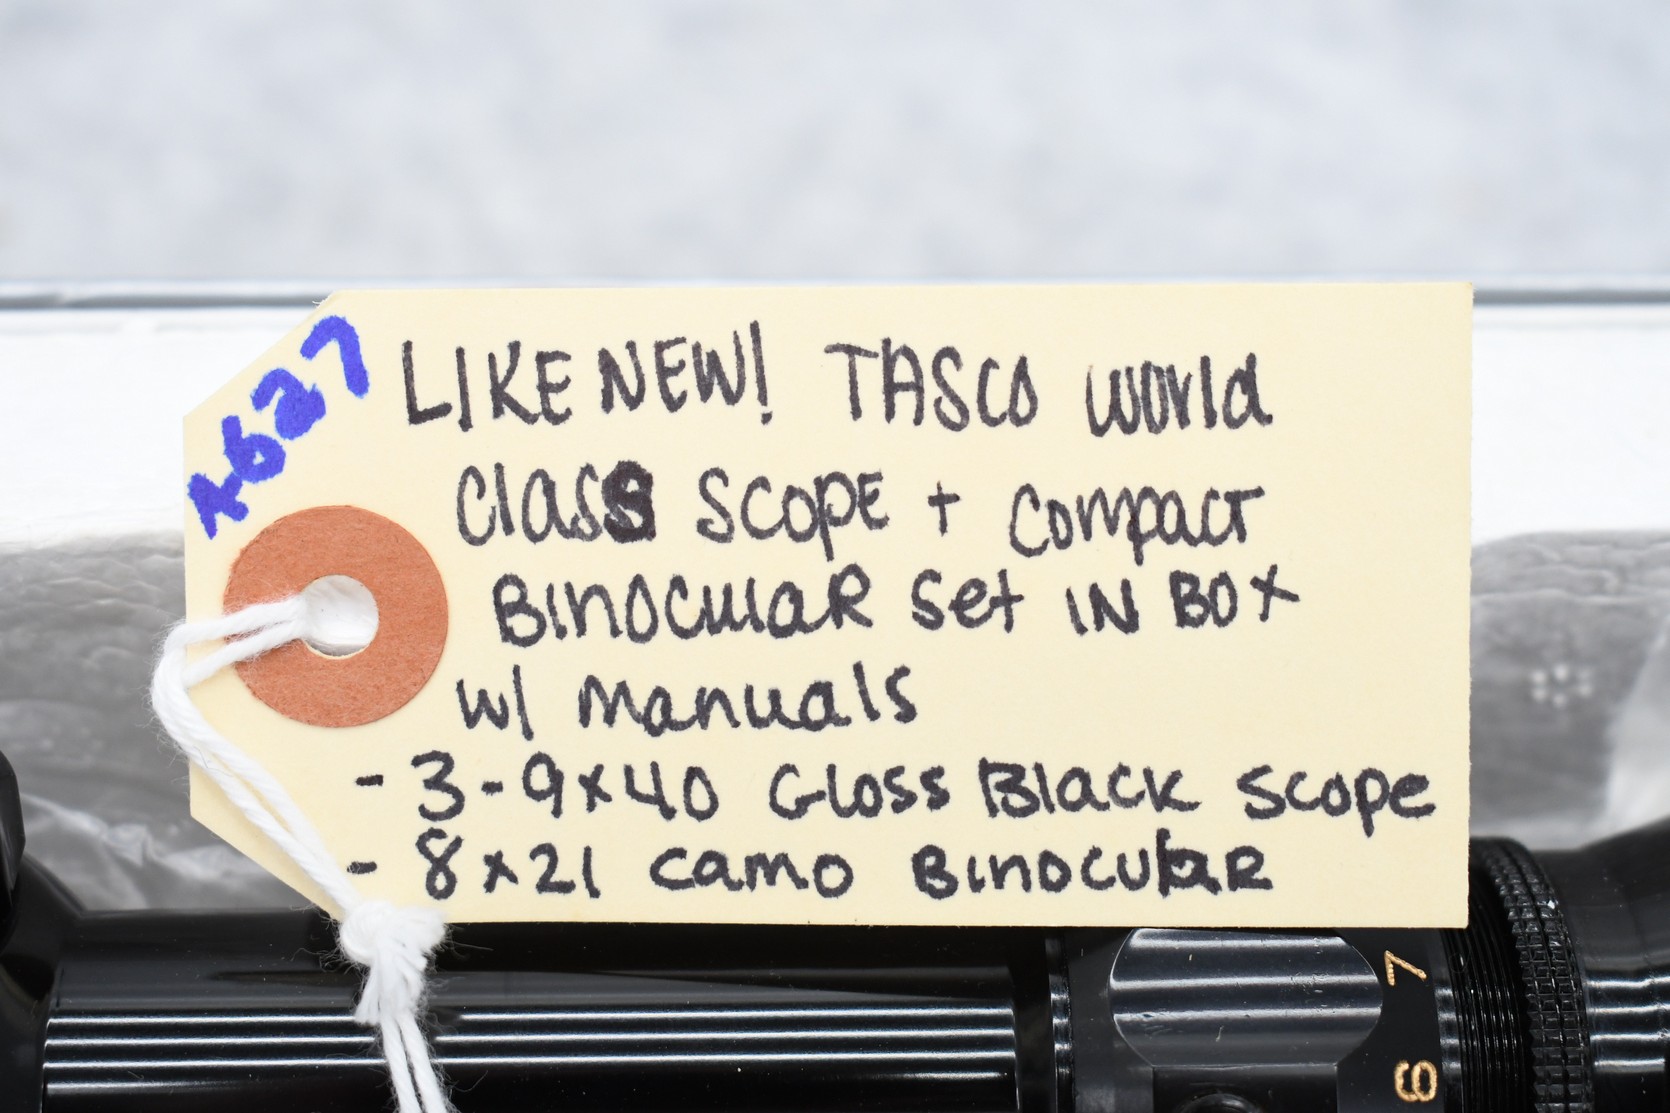 x627
LIKE NEW! TASCO World
Class SCOPE + Compact
BINOCULAR Set IN BOX
w/ Manuals
- 3-9x40 Gloss Black Scope
- 8x21 Camo BINOCULAR
7
6